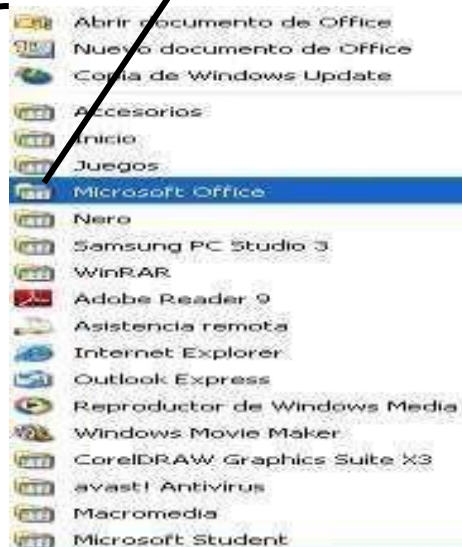 Abrir documento de Office
Nuevo documento de Office
Copia de Windows Update
Accesorios
Inicio
Juegos
Microsoft Office
Nero
Samsung PC Studio 3
WinRAR
Adobe Reader 9
Asistencia remota
Internet Explorer
Outlook Express
Reproductor de Windows Media
Windows Movie Maker
CorelDRAW Graphics Suite X3
avast! Antivirus
Macromedia
Microsoft Student